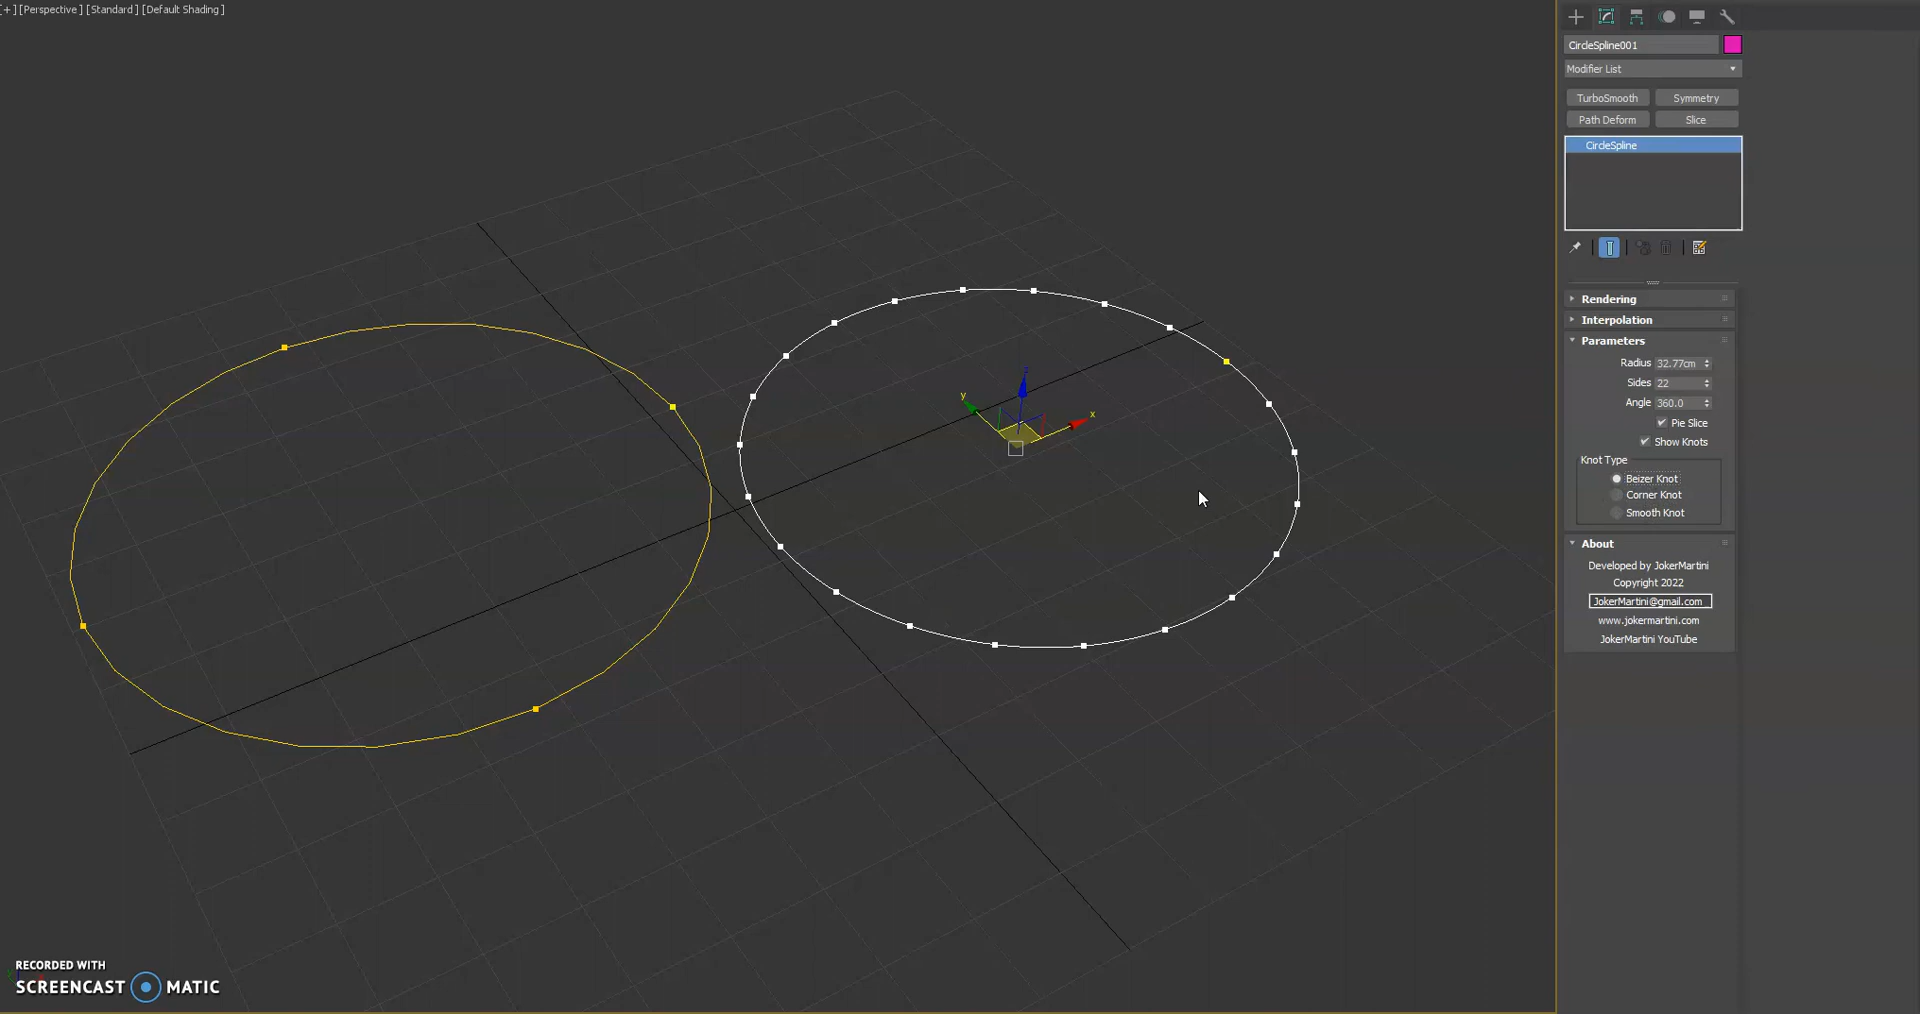 [+] [Perspective] [Standard] [Default Shading]
CircleSpline001
Modifier List
TurboSmooth Symmetry
Path Deform Slice
CircleSpline
Rendering
Interpolation
Parameters
Radius 32.77cm
Sides 22
Angle 360.0
Pie Slice
Show Knots
Knot Type
Beizer Knot
Corner Knot
Smooth Knot
About
Developed by JokerMartini
Copyright 2022
JokerMartini@gmail.com
www.jokermartini.com
JokerMartini YouTube
z
y
x
RECORDED WITH
SCREENCAST MATIC